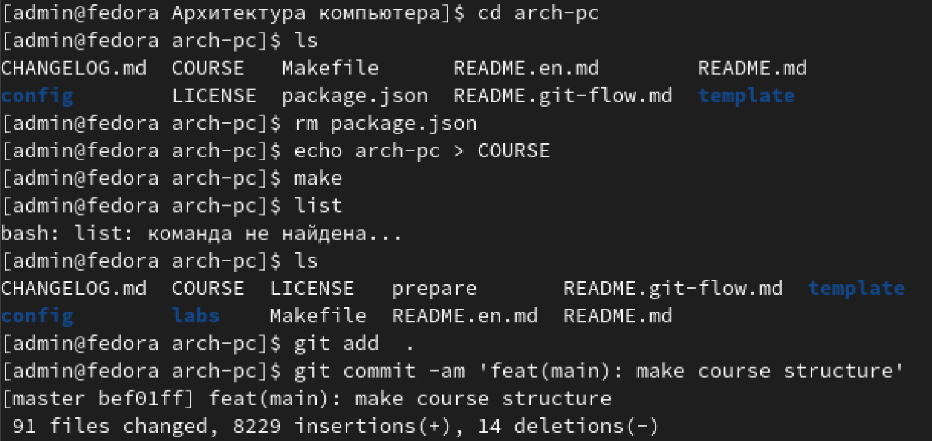 [admin@fedora Архитектура компьютера]$ cd arch-pc
[admin@fedora arch-pc]$ ls
CHANGELOG.md  COURSE   Makefile      README.en.md        README.md
config        LICENSE  package.json  README.git-flow.md  template
[admin@fedora arch-pc]$ rm package.json
[admin@fedora arch-pc]$ echo arch-pc > COURSE
[admin@fedora arch-pc]$ make
[admin@fedora arch-pc]$ list
bash: list: команда не найдена...
[admin@fedora arch-pc]$ ls
CHANGELOG.md  COURSE  LICENSE   prepare       README.git-flow.md  template
config        labs    Makefile  README.en.md  README.md
[admin@fedora arch-pc]$ git add  .
[admin@fedora arch-pc]$ git commit -am 'feat(main): make course structure'
[master bef01ff] feat(main): make course structure
 91 files changed, 8229 insertions(+), 14 deletions(-)